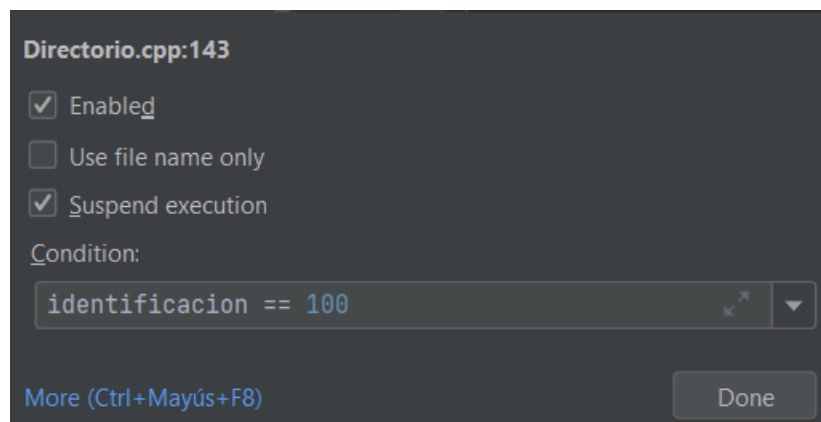 Directorio.cpp:143
Enabled
Use file name only
Suspend execution
Condition:
identificacion == 100
More (Ctrl+Mayús+F8)
Done